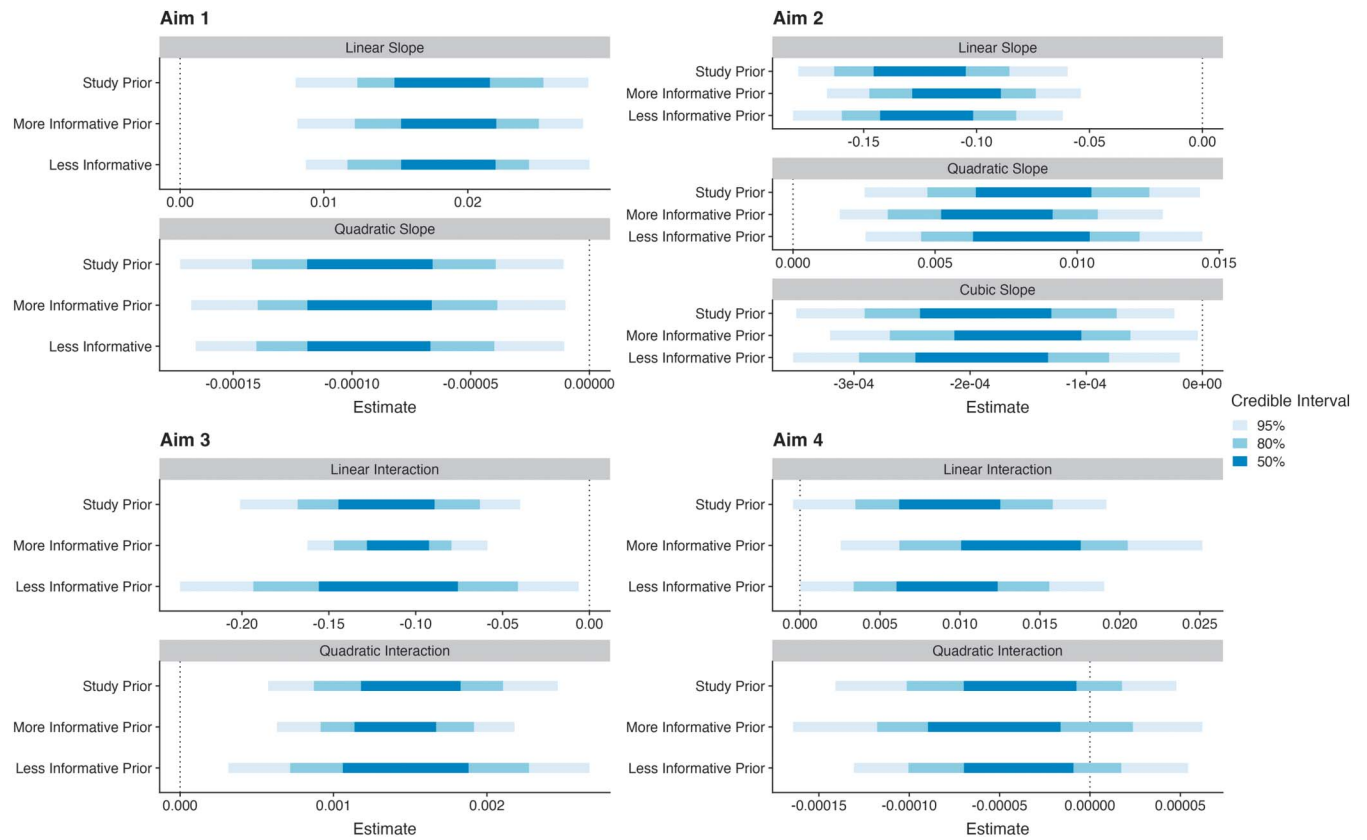 Aim 1
Linear Slope
Study Prior
More Informative Prior
Less Informative
0.00 0.01 0.02
Quadratic Slope
Study Prior
More Informative Prior
Less Informative
-0.00015 -0.00010 -0.00005 0.00000
Estimate
Aim 2
Linear Slope
Study Prior
More Informative Prior
Less Informative Prior
-0.15 -0.10 -0.05 0.00
Quadratic Slope
Study Prior
More Informative Prior
Less Informative Prior
0.000 0.005 0.010 0.015
Cubic Slope
Study Prior
More Informative Prior
Less Informative Prior
-3e-04 -2e-04 -1e-04 0e+00
Estimate
Credible Interval
95%
80%
50%
Aim 3
Linear Interaction
Study Prior
More Informative Prior
Less Informative Prior
-0.20 -0.15 -0.10 -0.05 0.00
Quadratic Interaction
Study Prior
More Informative Prior
Less Informative Prior
0.000 0.001 0.002
Estimate
Aim 4
Linear Interaction
Study Prior
More Informative Prior
Less Informative Prior
0.000 0.005 0.010 0.015 0.020 0.025
Quadratic Interaction
Study Prior
More Informative Prior
Less Informative Prior
-0.00015 -0.00010 -0.00005 0.00000 0.00005
Estimate